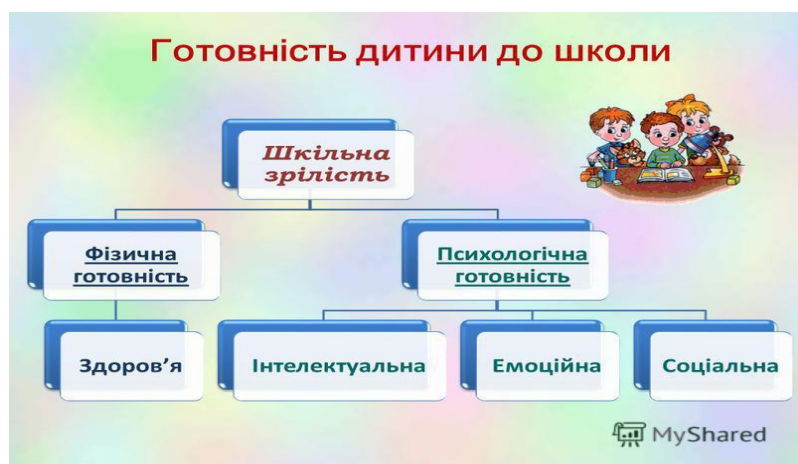 Готовність дитини до школи
Шкільна
зрілість
Фізична
готовність
Психологічна
готовність
Здоров’я
Інтелектуальна
Емоційна
Соціальна
MyShared